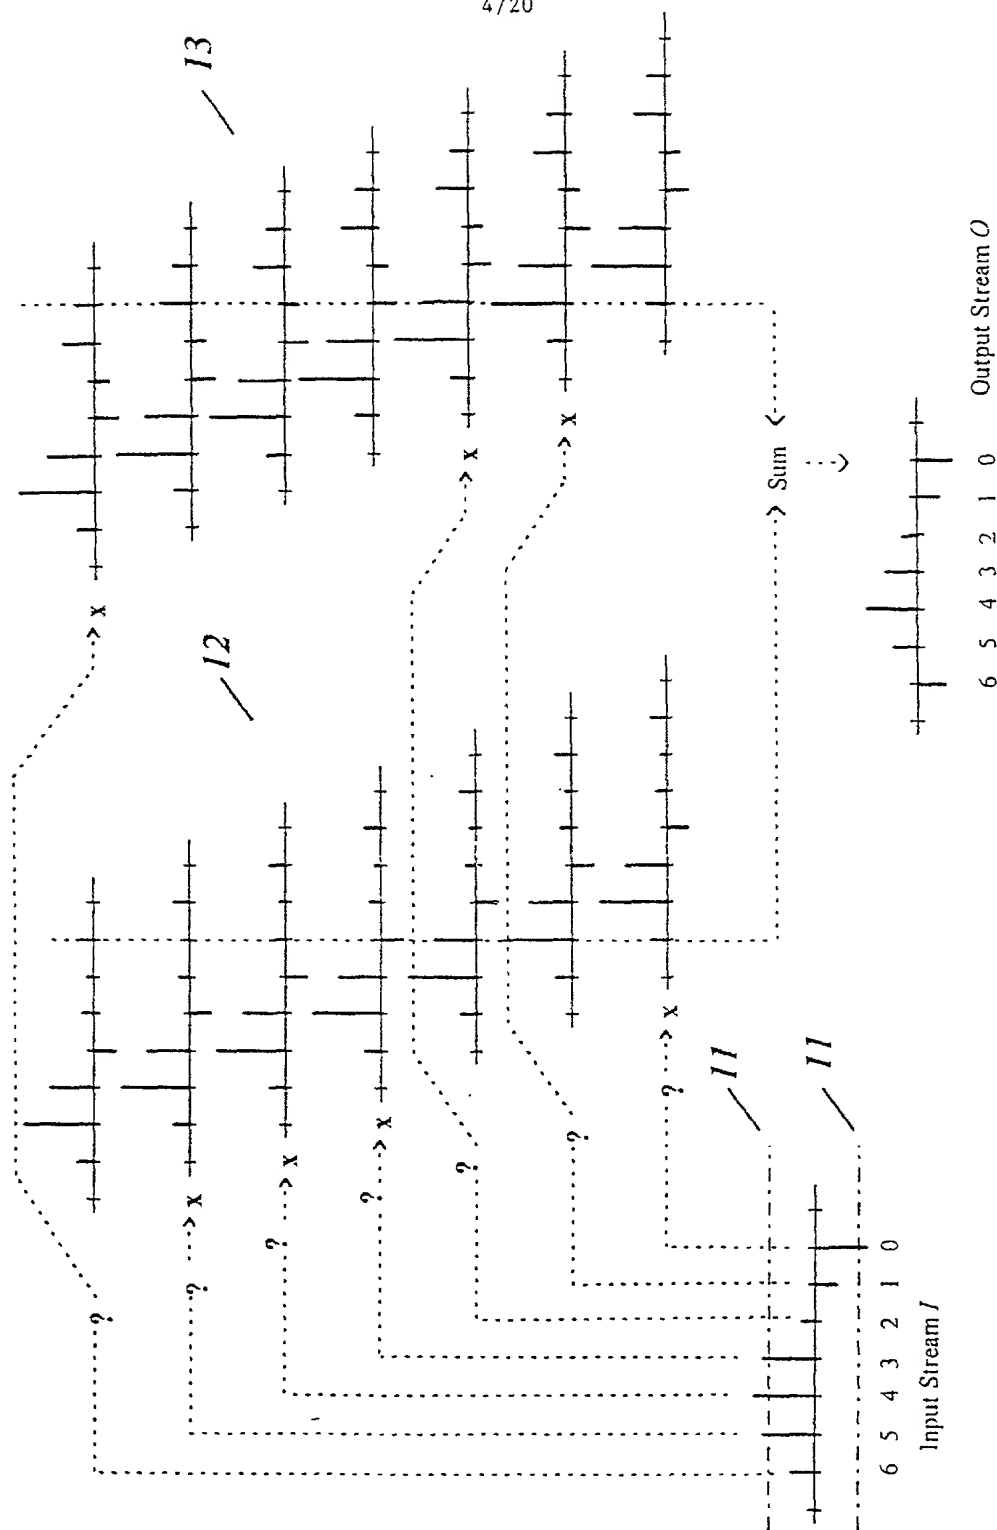 4/20
13
12
x
x
x
x
x
x
x
? ? ? ? ? ? ?
Sum
11
11
6 5 4 3 2 1 0
Input Stream I
6 5 4 3 2 1 0
Output Stream O